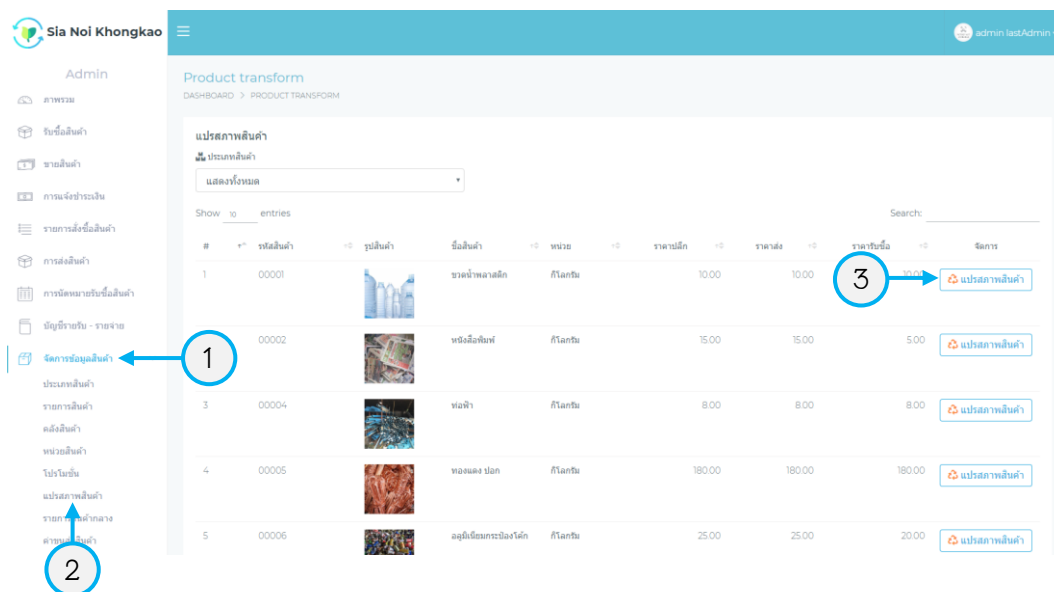 Sia Noi Khongkao
admin lastAdmin
Admin
ภาพรวม
รับซื้อสินค้า
ขายสินค้า
การแจ้งชำระเงิน
รายการสั่งซื้อสินค้า
การส่งสินค้า
การนัดหมายรับซื้อสินค้า
บัญชีรายรับ - รายจ่าย
จัดการข้อมูลสินค้า
ประเภทสินค้า
รายการสินค้า
คลังสินค้า
หน่วยสินค้า
โปรโมชั่น
แปรสภาพสินค้า
1
2
Product transform
DASHBOARD > PRODUCT TRANSFORM
แปรสภาพสินค้า
ประเภทสินค้า
แสดงทั้งหมด
Show 10 entries Search:
# รหัสสินค้า รูปสินค้า ชื่อสินค้า หน่วย ราคาปลีก ราคาส่ง ราคารับซื้อ จัดการ
1 00001 ขวดน้ำพลาสติก กิโลกรัม 10.00 10.00 10.00 3 แปรสภาพสินค้า
00002 หนังสือพิมพ์ กิโลกรัม 15.00 15.00 5.00 แปรสภาพสินค้า
3 00004 ท่อฟ้า กิโลกรัม 8.00 8.00 8.00 แปรสภาพสินค้า
4 00005 ทองแดง ปอก กิโลกรัม 180.00 180.00 180.00 แปรสภาพสินค้า
5 00006 อลูมิเนียมกระป๋องโค้ก กิโลกรัม 25.00 25.00 20.00 แปรสภาพสินค้า